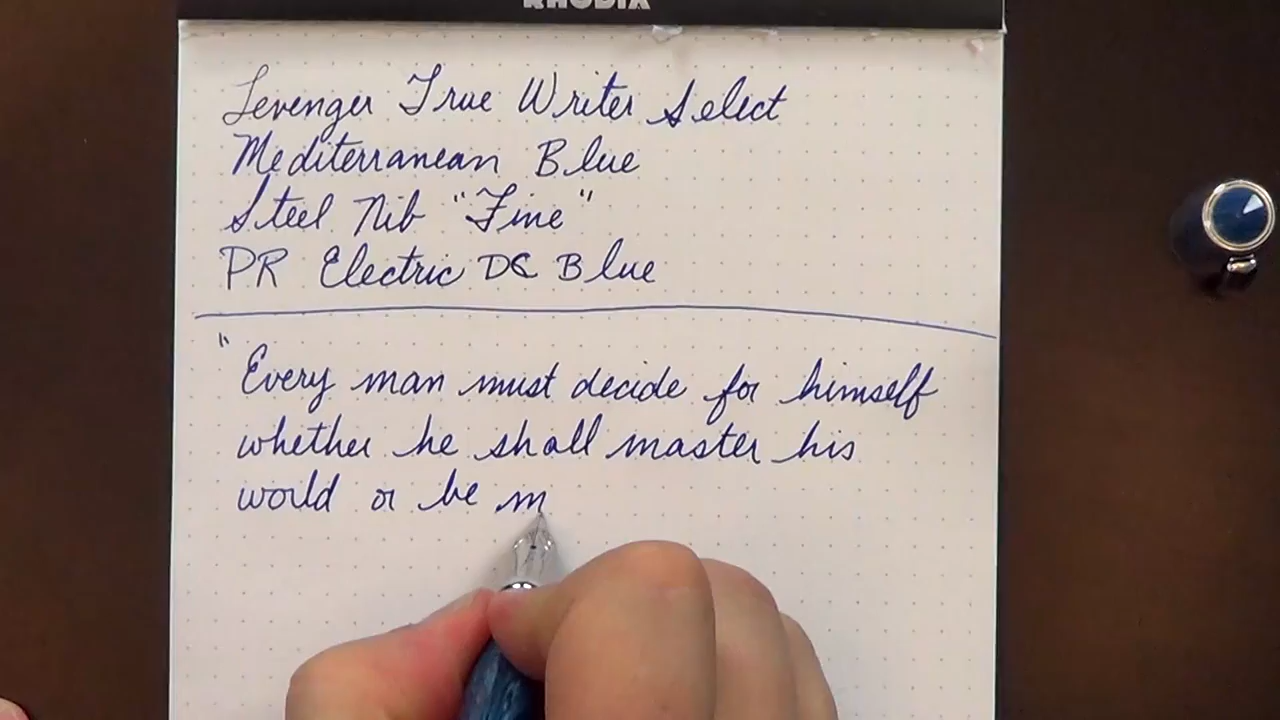 RHODIA
Levenger True Writer Select
Mediterranean Blue
Steel Nib "Fine"
PR Electric DC Blue
"Every man must decide for himself
whether he shall master his
world or be m